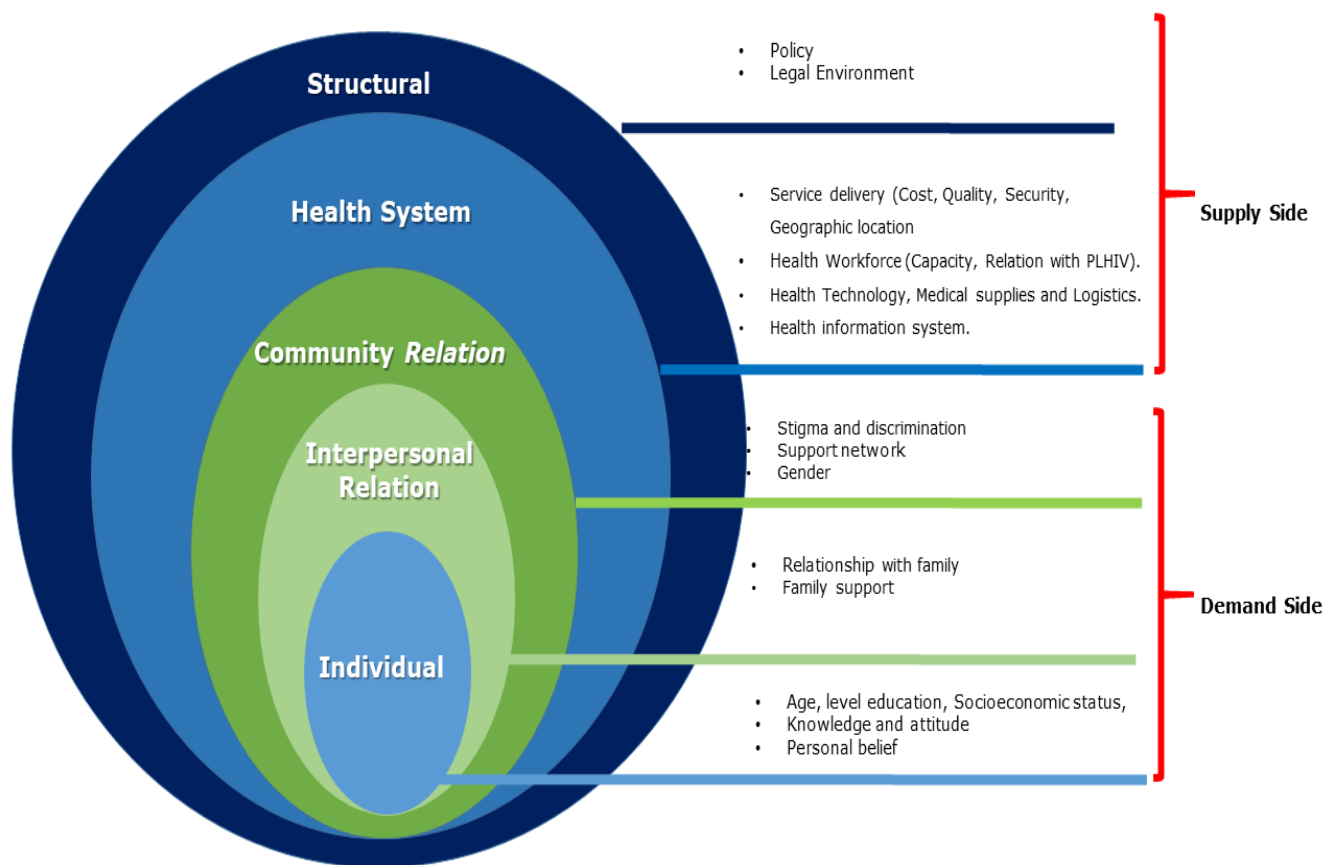 Structural
• Policy
• Legal Environment
Health System
• Service delivery (Cost, Quality, Security,
Geographic location
• Health Workforce (Capacity, Relation with PLHIV).
• Health Technology, Medical supplies and Logistics.
• Health information system.
Supply Side
Community Relation
• Stigma and discrimination
• Support network
• Gender
Interpersonal
Relation
• Relationship with family
• Family support
Demand Side
Individual
• Age, level education, Socioeconomic status,
• Knowledge and attitude
• Personal belief